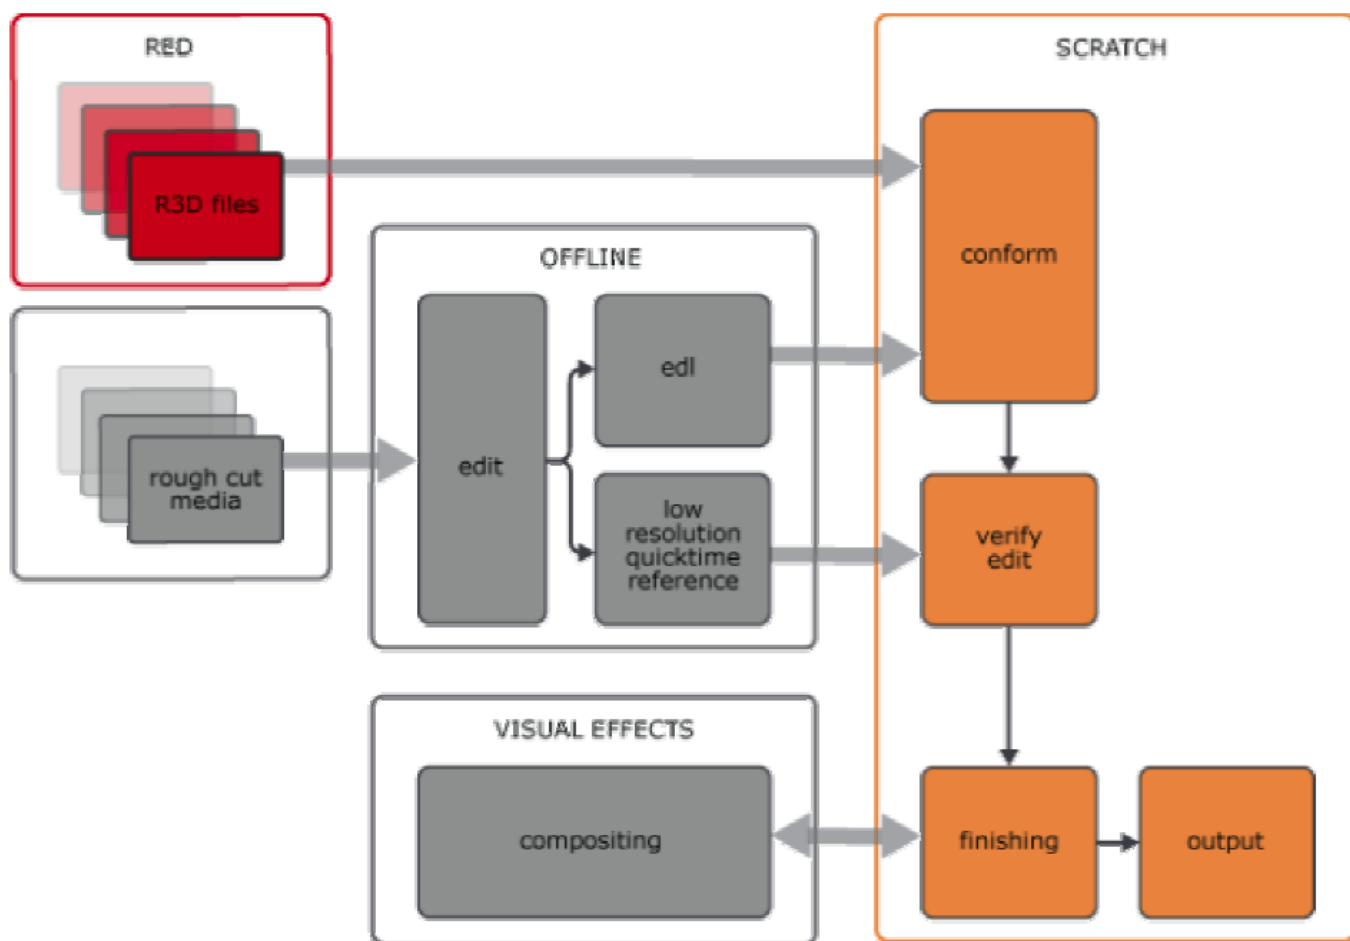 RED
SCRATCH
R3D files
conform
OFFLINE
edit
edl
rough cut
media
low
resolution
quicktime
reference
verify
edit
VISUAL EFFECTS
compositing
finishing
output